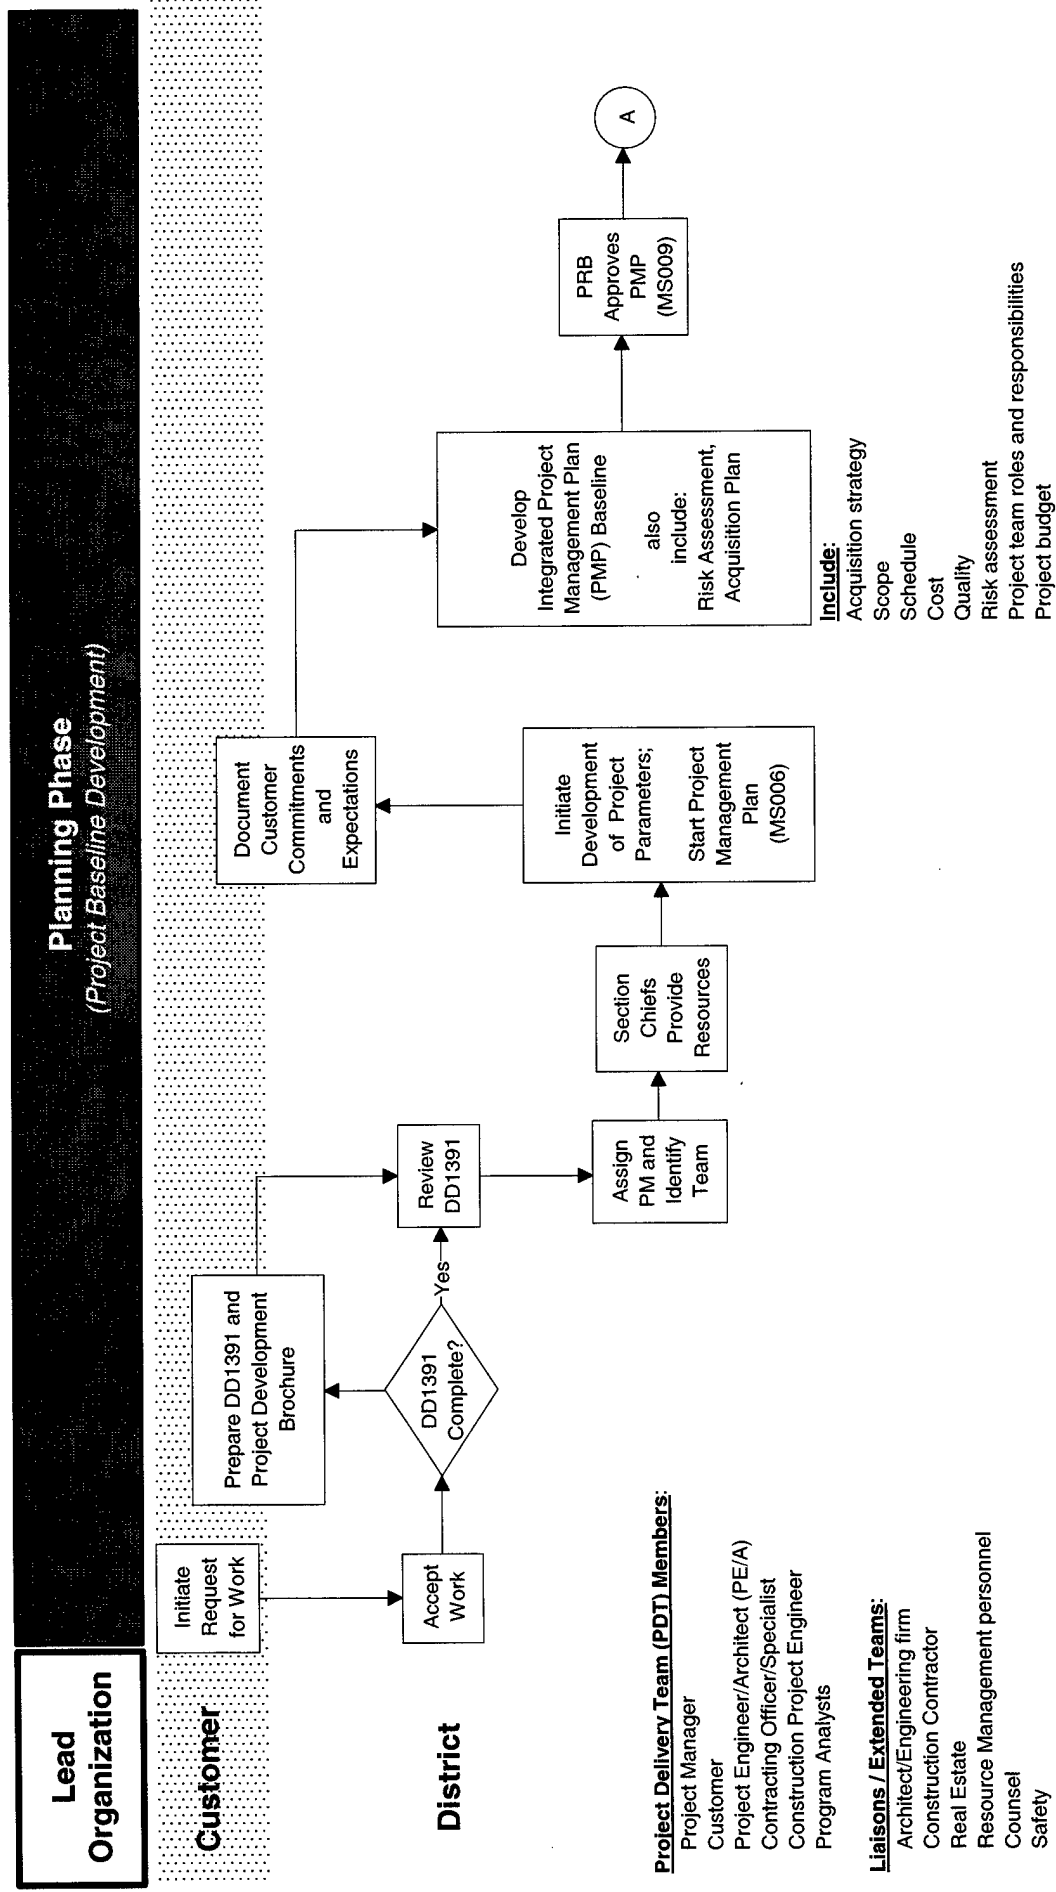 Lead
Organization
Planning Phase
(Project Baseline Development)
Customer
Initiate
Request
for Work
Prepare DD1391 and
Project Development
Brochure
Document
Customer
Commitments
and
Expectations
District
Accept
Work
DD1391
Complete?
Yes
Review
DD1391
Assign
PM and
Identify
Team
Section
Chiefs
Provide
Resources
Initiate
Development
of Project
Parameters;
Start Project
Management
Plan
(MS006)
Develop
Integrated Project
Management Plan
(PMP) Baseline
also
include:
Risk Assessment,
Acquisition Plan
PRB
Approves
PMP
(MS009)
A
Project Delivery Team (PDT) Members:
Project Manager
Customer
Project Engineer/Architect (PE/A)
Contracting Officer/Specialist
Construction Project Engineer
Program Analysts
Liaisons / Extended Teams:
Architect/Engineering firm
Construction Contractor
Real Estate
Resource Management personnel
Counsel
Safety
Include:
Acquisition strategy
Scope
Schedule
Cost
Quality
Risk assessment
Project team roles and responsibilities
Project budget